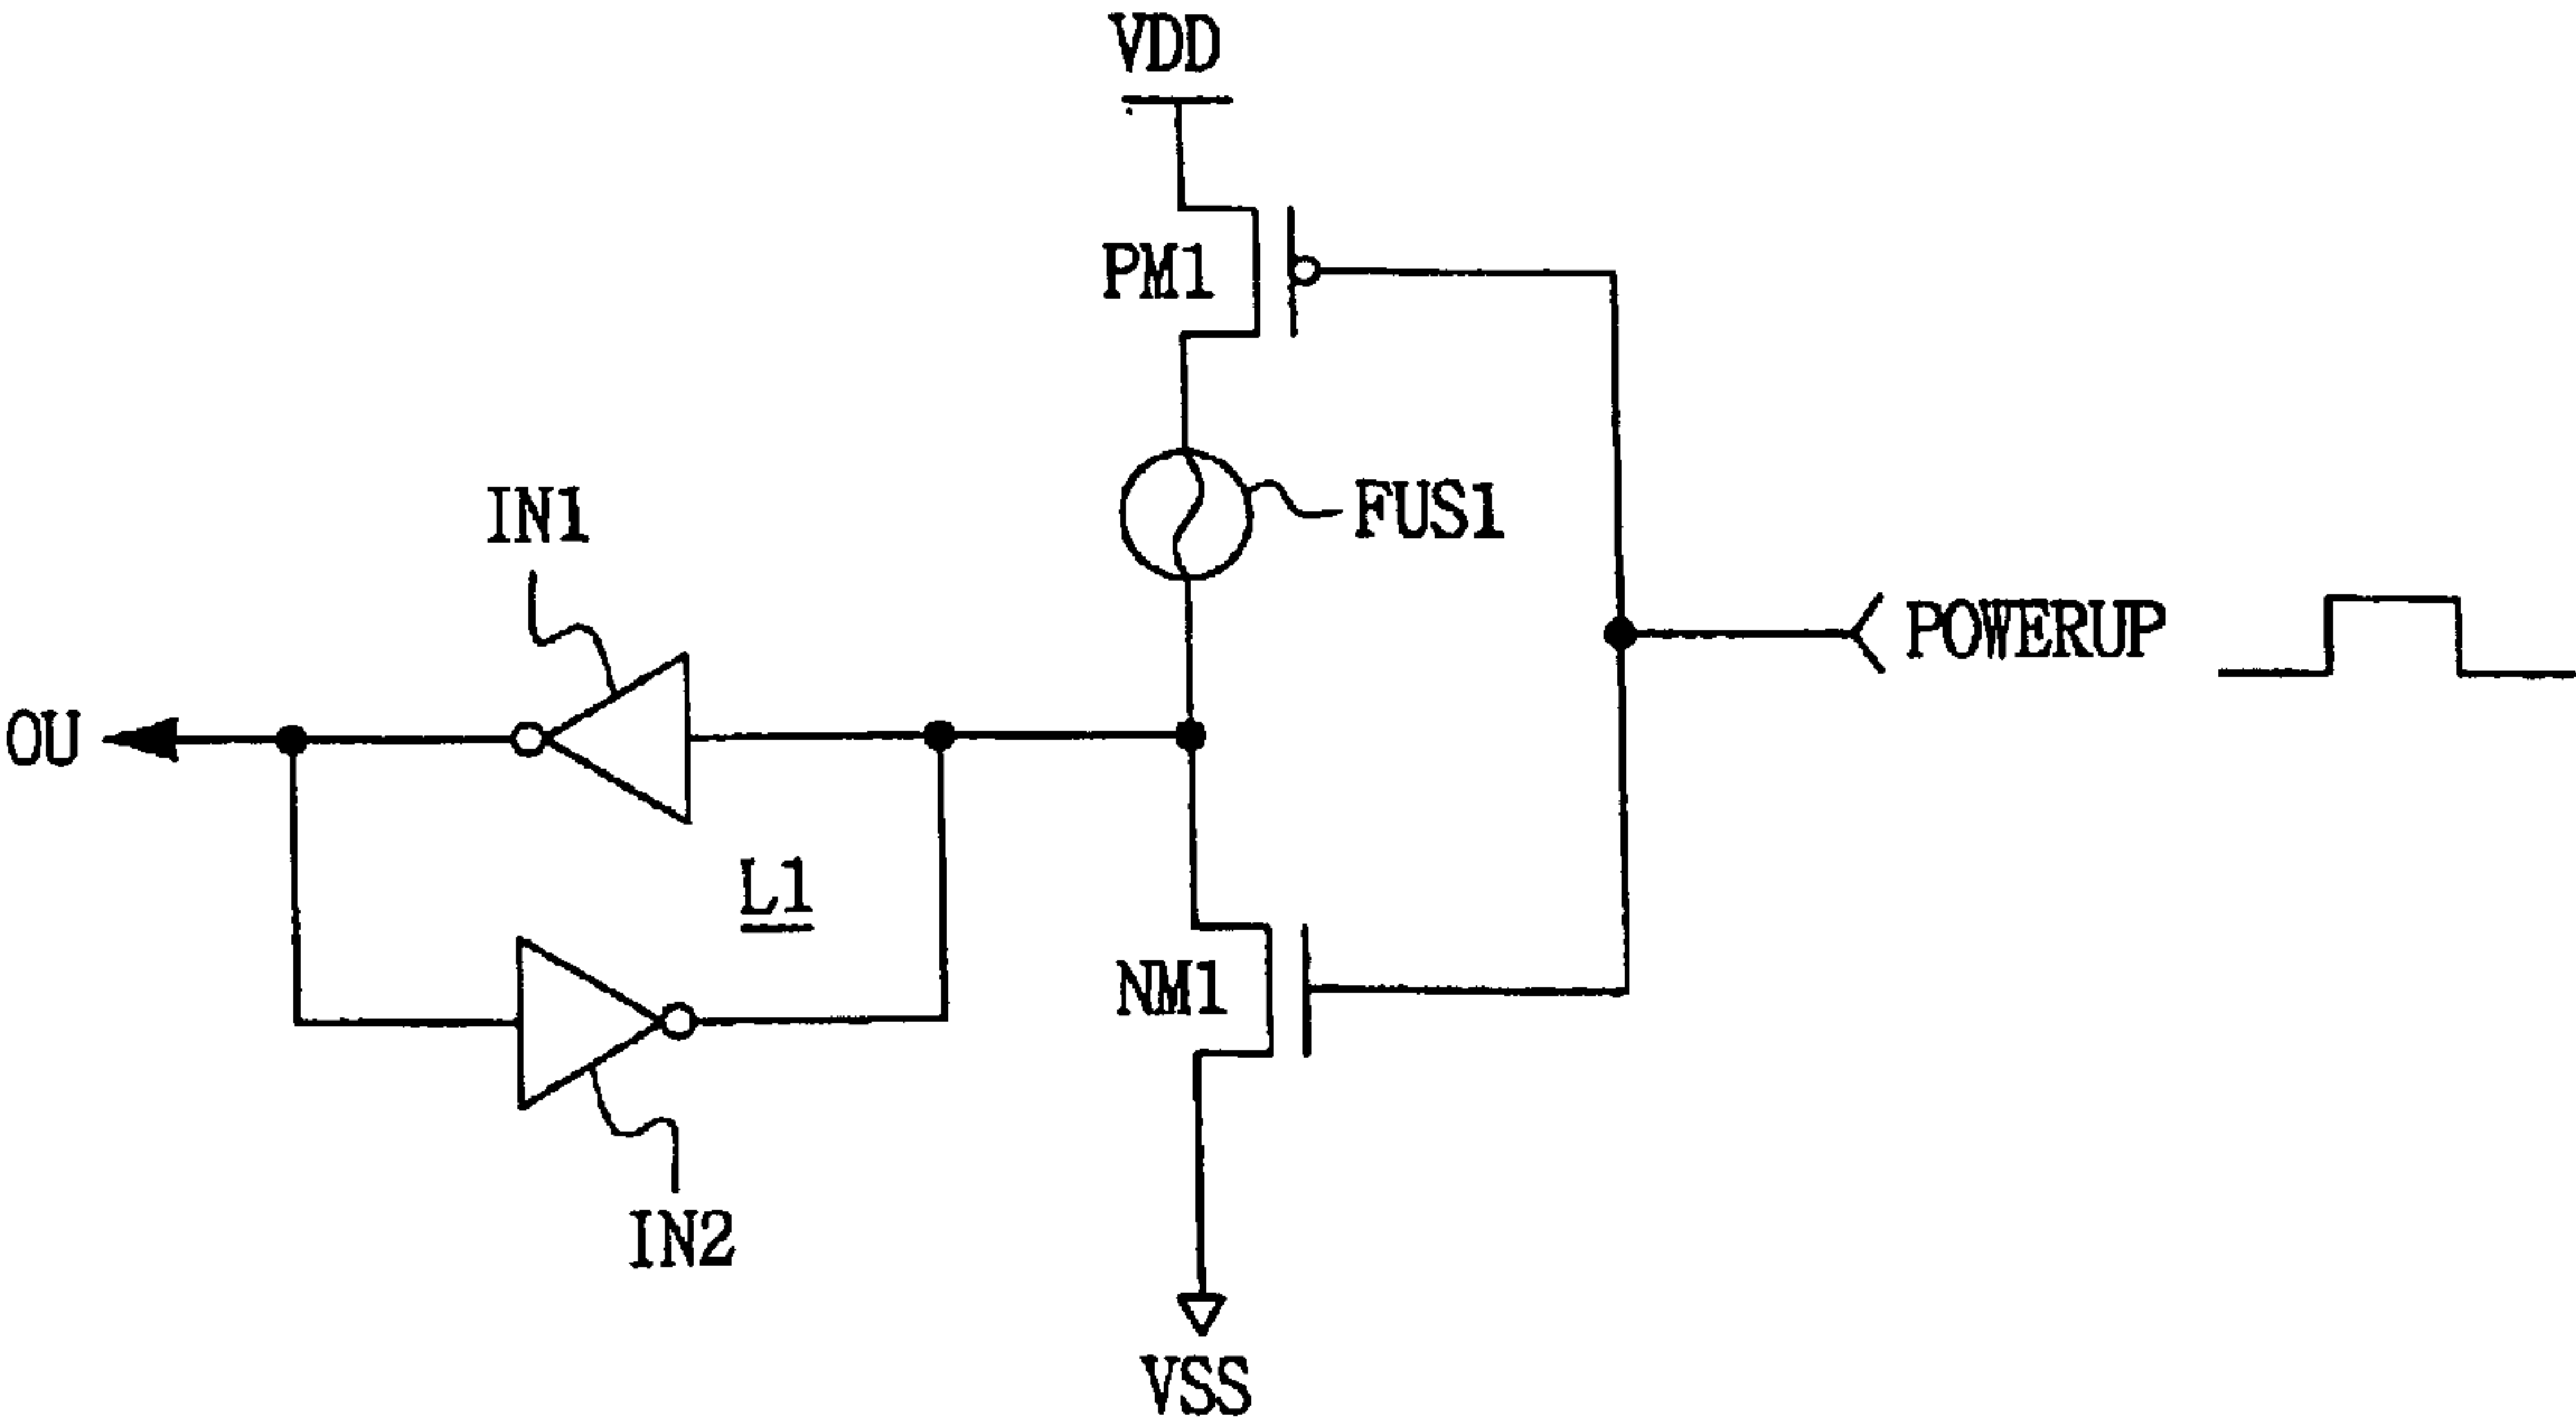 VDD
PM1
FUS1
IN1
POWERUP
OU
L1
NM1
IN2
VSS